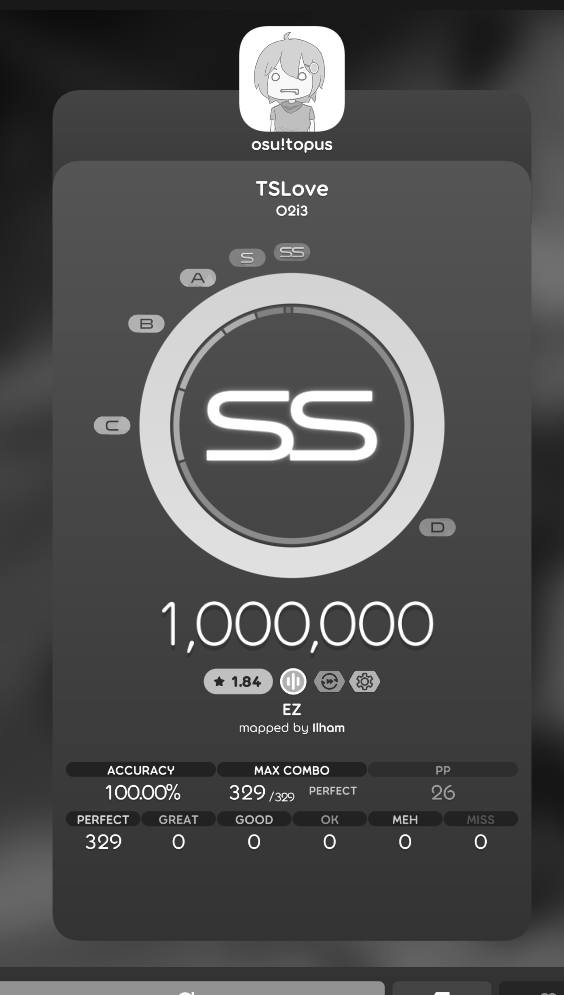 osu!topus
TSLove
O2i3
S SS
A
B
C
SS
D
1,000,000
1.84
EZ
mapped by Ilham
ACCURACY MAX COMBO PP
100.00% 329/329 PERFECT 26
PERFECT GREAT GOOD OK MEH MISS
329 0 0 0 0 0